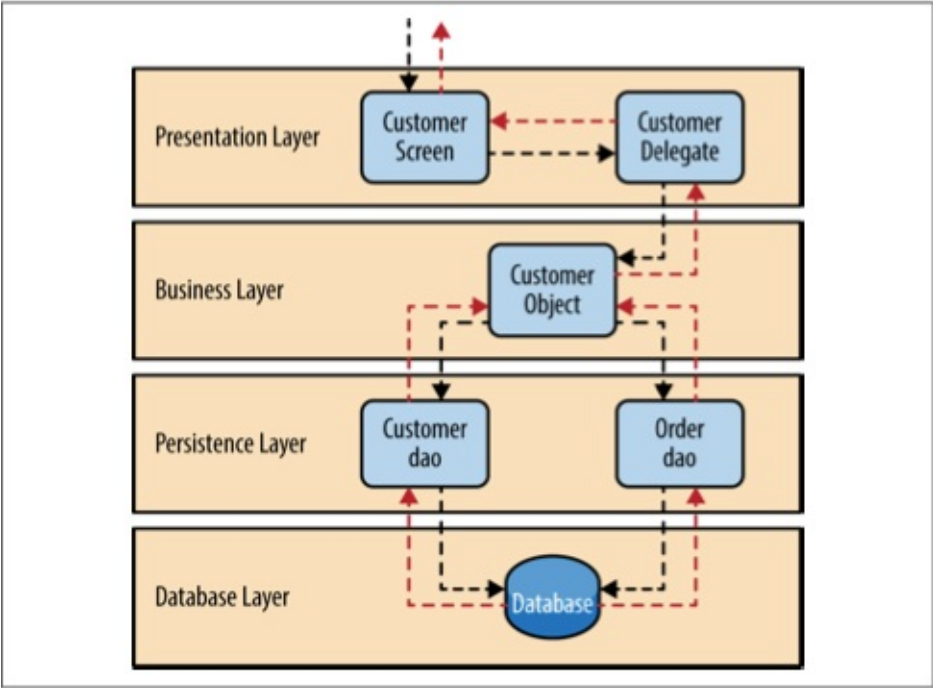 Presentation Layer
Customer
Screen
Customer
Delegate
Business Layer
Customer
Object
Persistence Layer
Customer
dao
Order
dao
Database Layer
Database